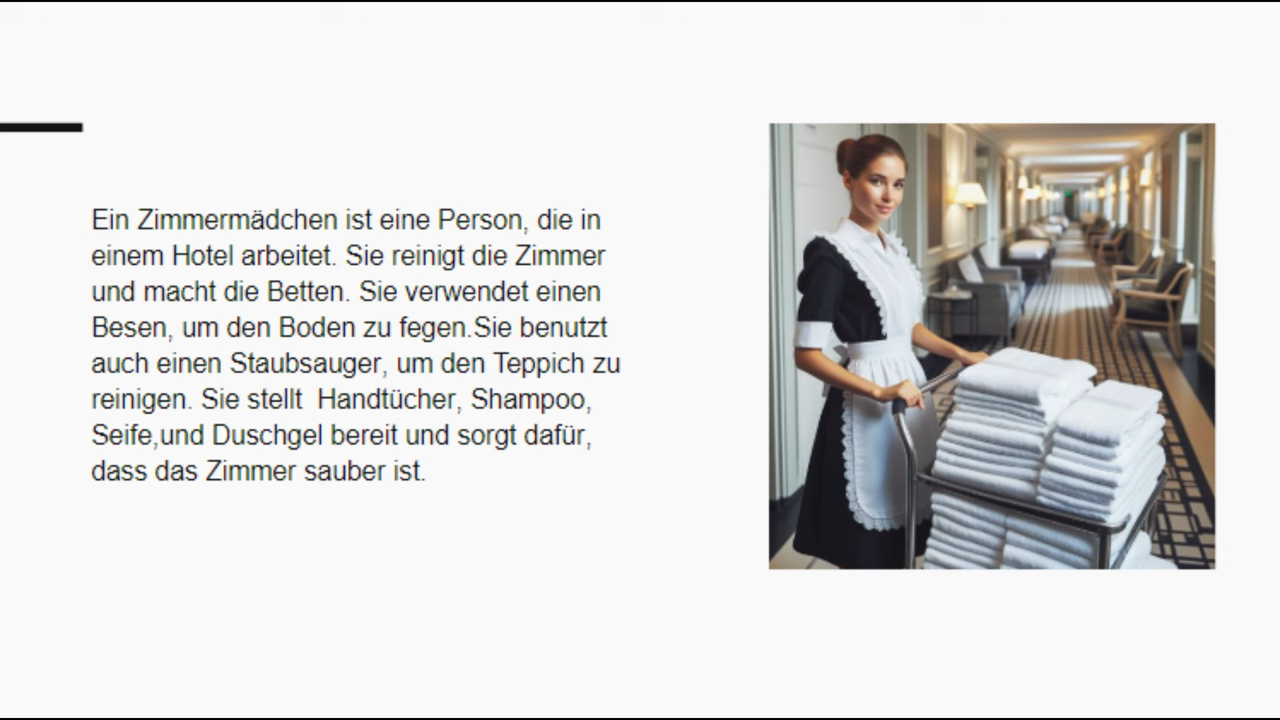 Ein Zimmermädchen ist eine Person, die in
einem Hotel arbeitet. Sie reinigt die Zimmer
und macht die Betten. Sie verwendet einen
Besen, um den Boden zu fegen.Sie benutzt
auch einen Staubsauger, um den Teppich zu
reinigen. Sie stellt  Handtücher, Shampoo,
Seife,und Duschgel bereit und sorgt dafür,
dass das Zimmer sauber ist.